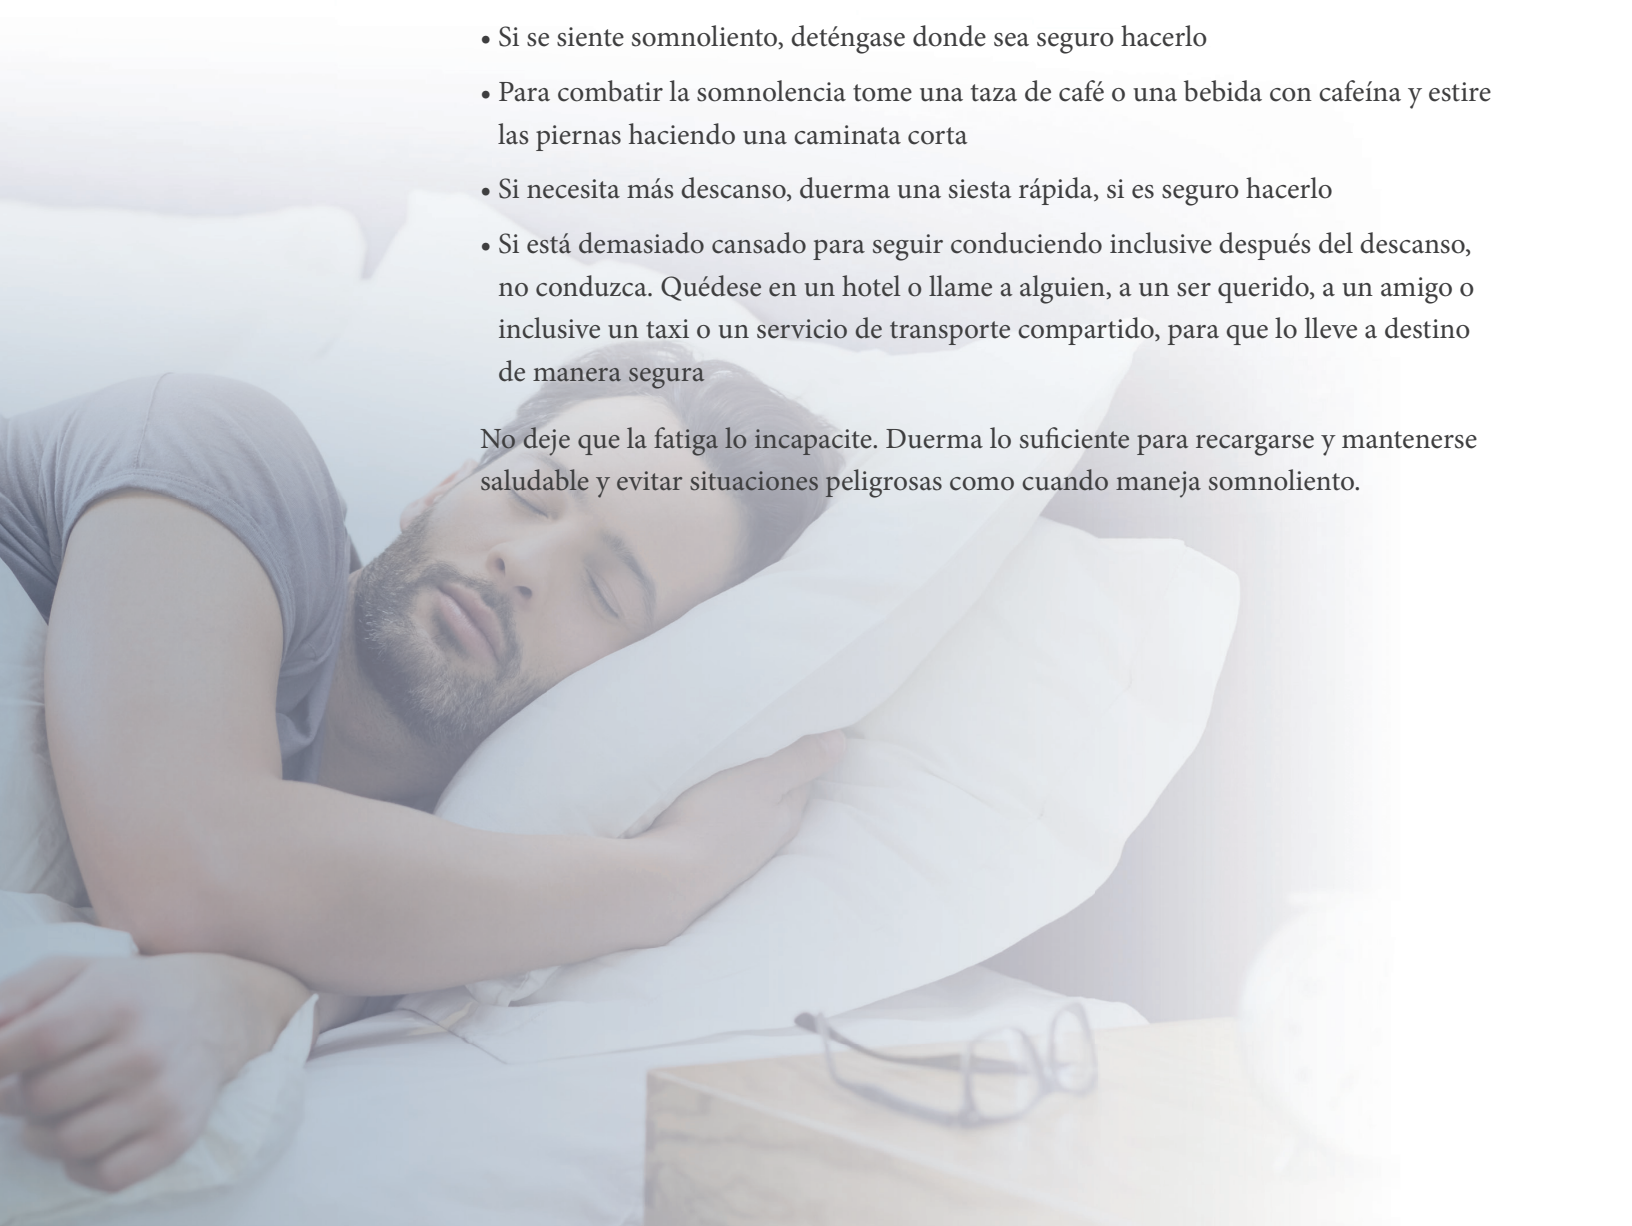 • Si se siente somnoliento, deténgase donde sea seguro hacerlo
• Para combatir la somnolencia tome una taza de café o una bebida con cafeína y estire
las piernas haciendo una caminata corta
• Si necesita más descanso, duerma una siesta rápida, si es seguro hacerlo
• Si está demasiado cansado para seguir conduciendo inclusive después del descanso,
no conduzca. Quédese en un hotel o llame a alguien, a un ser querido, a un amigo o
inclusive un taxi o un servicio de transporte compartido, para que lo lleve a destino
de manera segura
No deje que la fatiga lo incapacite. Duerma lo suficiente para recargarse y mantenerse
saludable y evitar situaciones peligrosas como cuando maneja somnoliento.